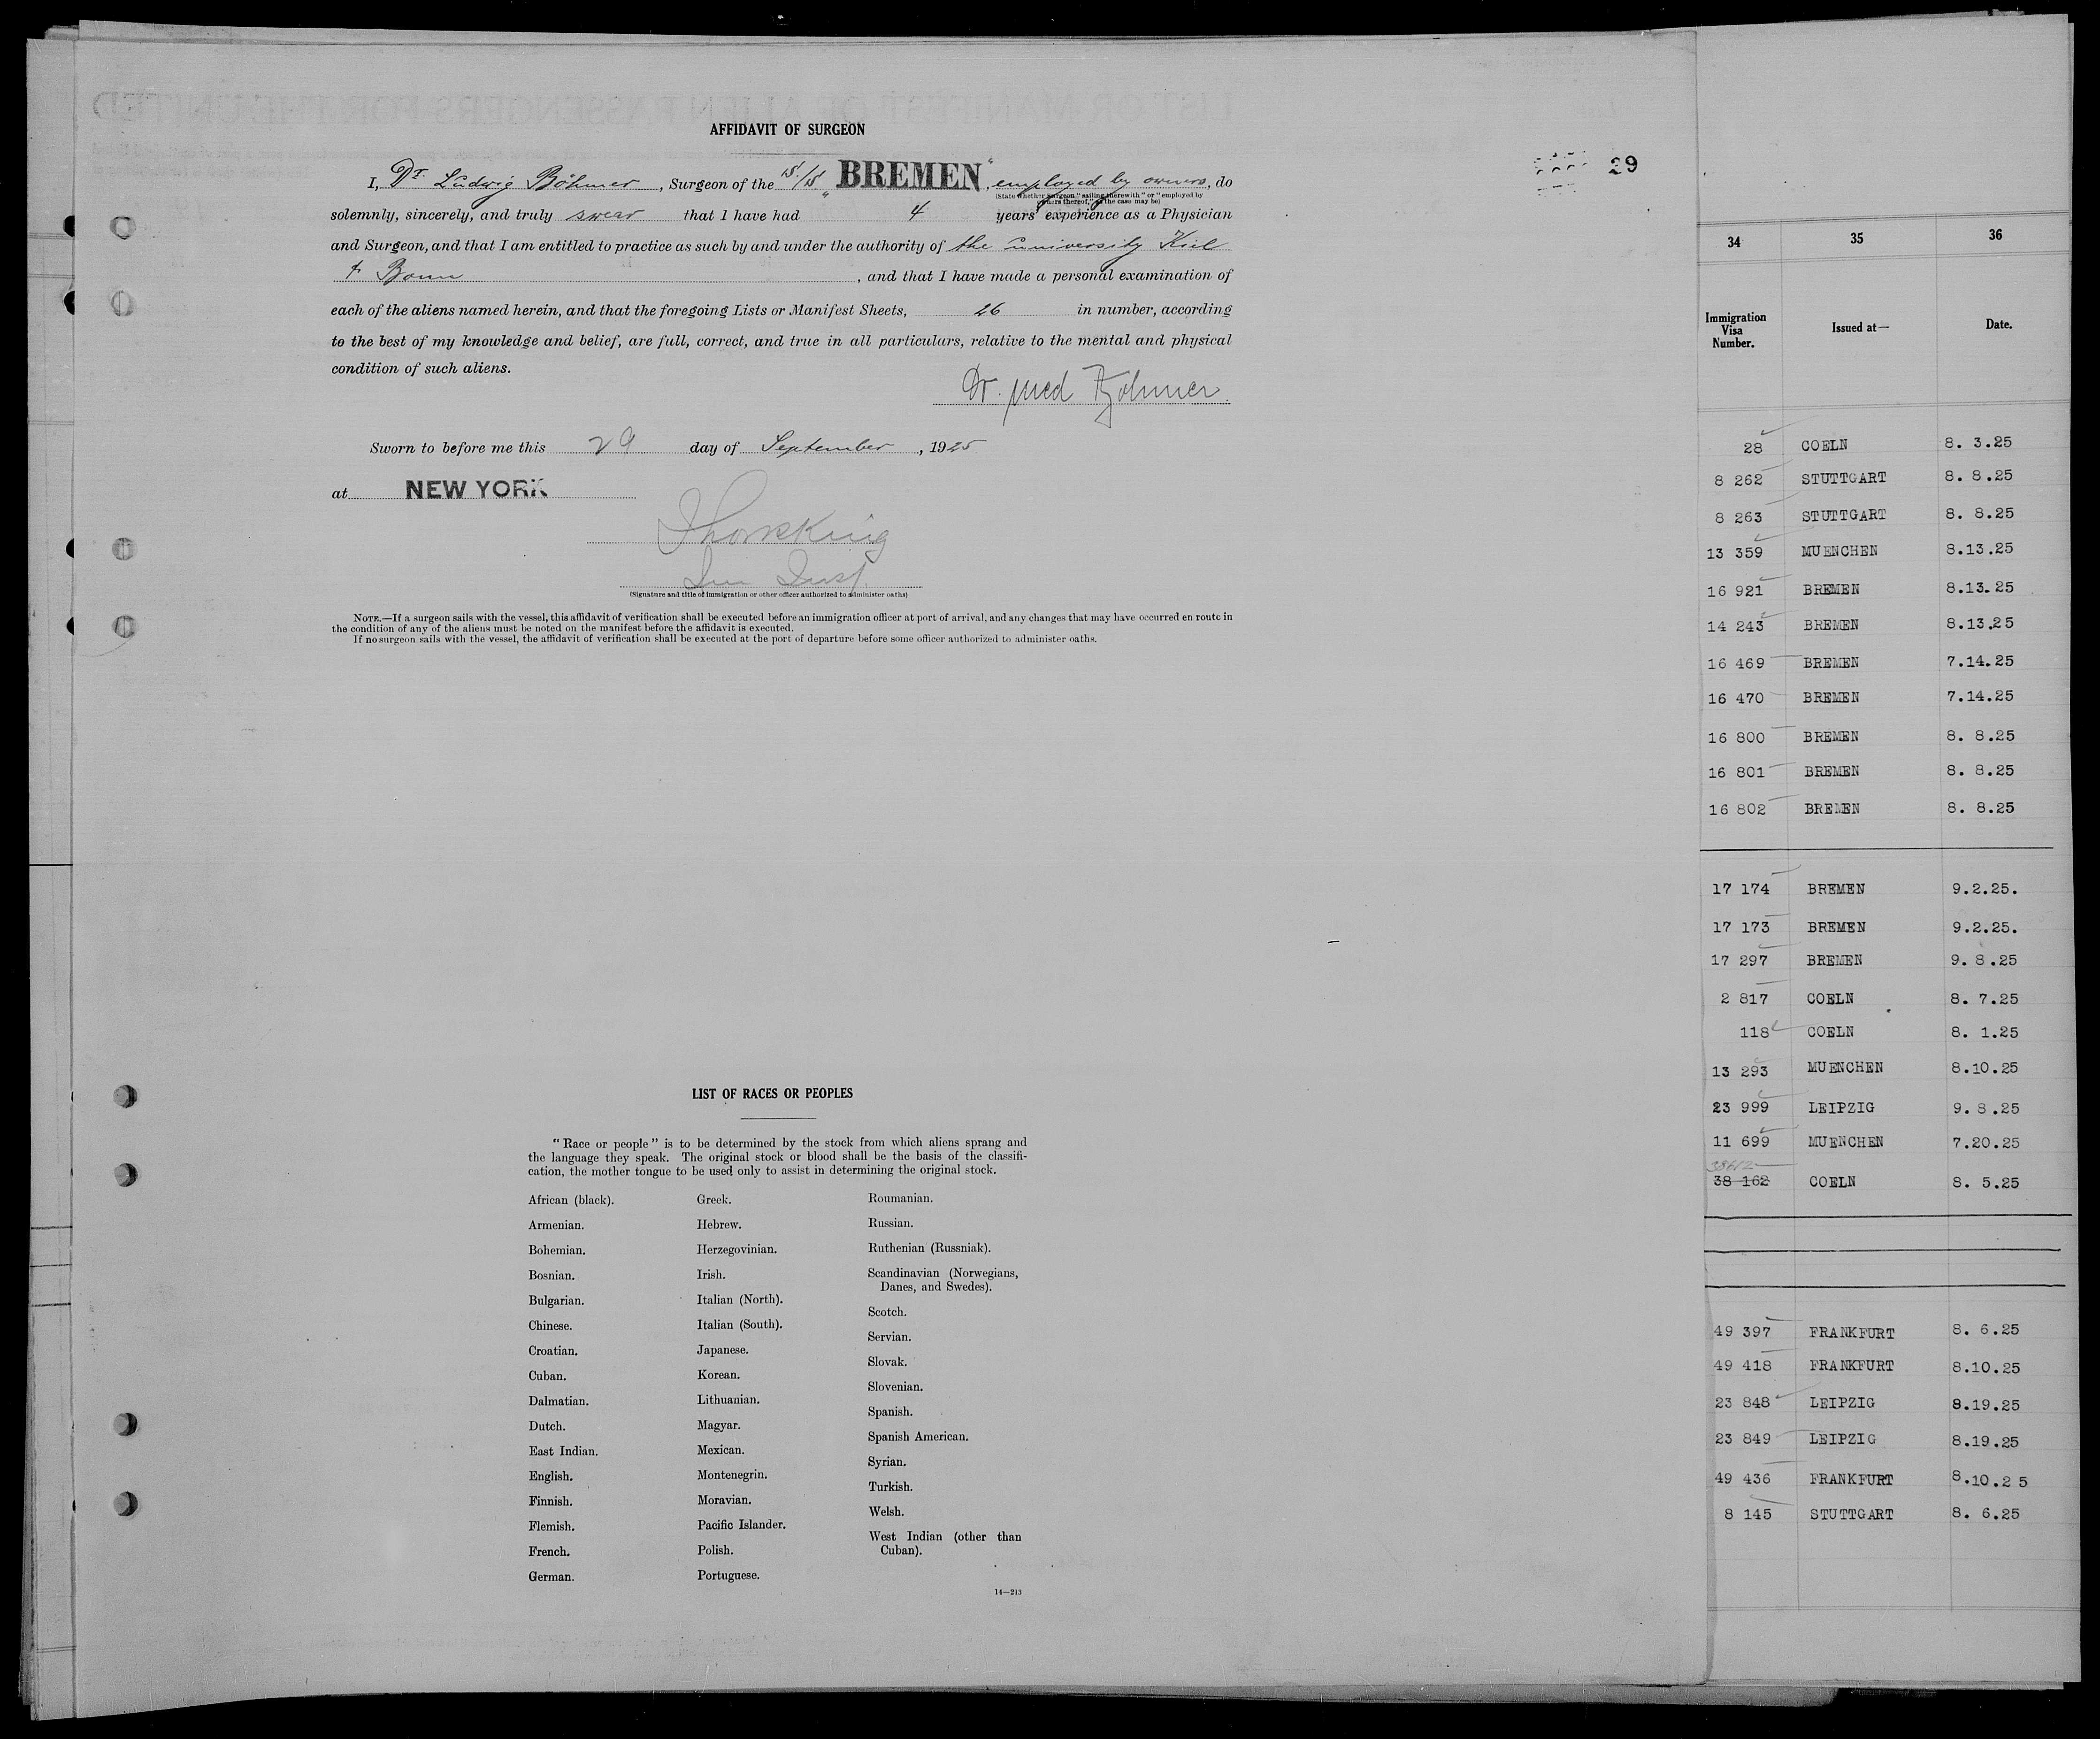 AFFIDAVIT OF SURGEON
29
I, Dr. Ludwig Böhmer, Surgeon of the S/S "BREMEN", employed by owners, do
(State whether surgeon "sailing therewith" or "employed by
owners thereof," as the case may be)
solemnly, sincerely, and truly swear that I have had 4 years' experience as a Physician
and Surgeon, and that I am entitled to practice as such by and under the authority of the university Kiel
& Bonn, and that I have made a personal examination of
each of the aliens named herein, and that the foregoing Lists or Manifest Sheets, 26 in number, according
to the best of my knowledge and belief, are full, correct, and true in all particulars, relative to the mental and physical
condition of such aliens.
Dr. med Böhmer.
Sworn to before me this 29 day of September, 1925
at NEW YORK
(Signature and title of immigration or other officer authorized to administer oaths)
NOTE.—If a surgeon sails with the vessel, this affidavit of verification shall be executed before an immigration officer at port of arrival, and any changes that may have occurred en route in
the condition of any of the aliens must be noted on the manifest before the affidavit is executed.
If no surgeon sails with the vessel, the affidavit of verification shall be executed at the port of departure before some officer authorized to administer oaths.
LIST OF RACES OR PEOPLES
"Race or people" is to be determined by the stock from which aliens sprang and
the language they speak. The original stock or blood shall be the basis of the classifi-
cation, the mother tongue to be used only to assist in determining the original stock.
African (black).
Armenian.
Bohemian.
Bosnian.
Bulgarian.
Chinese.
Croatian.
Cuban.
Dalmatian.
Dutch.
East Indian.
English.
Finnish.
Flemish.
French.
German.
Greek.
Hebrew.
Herzegovinian.
Irish.
Italian (North).
Italian (South).
Japanese.
Korean.
Lithuanian.
Magyar.
Mexican.
Montenegrin.
Moravian.
Pacific Islander.
Polish.
Portuguese.
Roumanian.
Russian.
Ruthenian (Russniak).
Scandinavian (Norwegians,
Danes, and Swedes).
Scotch.
Servian.
Slovak.
Slovenian.
Spanish.
Spanish American.
Syrian.
Turkish.
Welsh.
West Indian (other than
Cuban).
14—213
34 35 36
Immigration
Visa
Number.
Issued at—
Date.
28 COELN 8. 3.25
8 262 STUTTGART 8. 8.25
8 263 STUTTGART 8. 8.25
13 359 MUENCHEN 8.13.25
16 921 BREMEN 8.13.25
14 243 BREMEN 8.13.25
16 469 BREMEN 7.14.25
16 470 BREMEN 7.14.25
16 800 BREMEN 8. 8.25
16 801 BREMEN 8. 8.25
16 802 BREMEN 8. 8.25
17 174 BREMEN 9.2.25.
17 173 BREMEN 9.2.25.
17 297 BREMEN 9. 8.25
2 817 COELN 8. 7.25
118 COELN 8. 1.25
13 293 MUENCHEN 8.10.25
23 999 LEIPZIG 9. 8.25
11 699 MUENCHEN 7.20.25
38 162 COELN 8. 5.25
49 397 FRANKFURT 8. 6.25
49 418 FRANKFURT 8.10.25
23 848 LEIPZIG 8.19.25
23 849 LEIPZIG 8.19.25
49 436 FRANKFURT 8.10.25
8 145 STUTTGART 8. 6.25